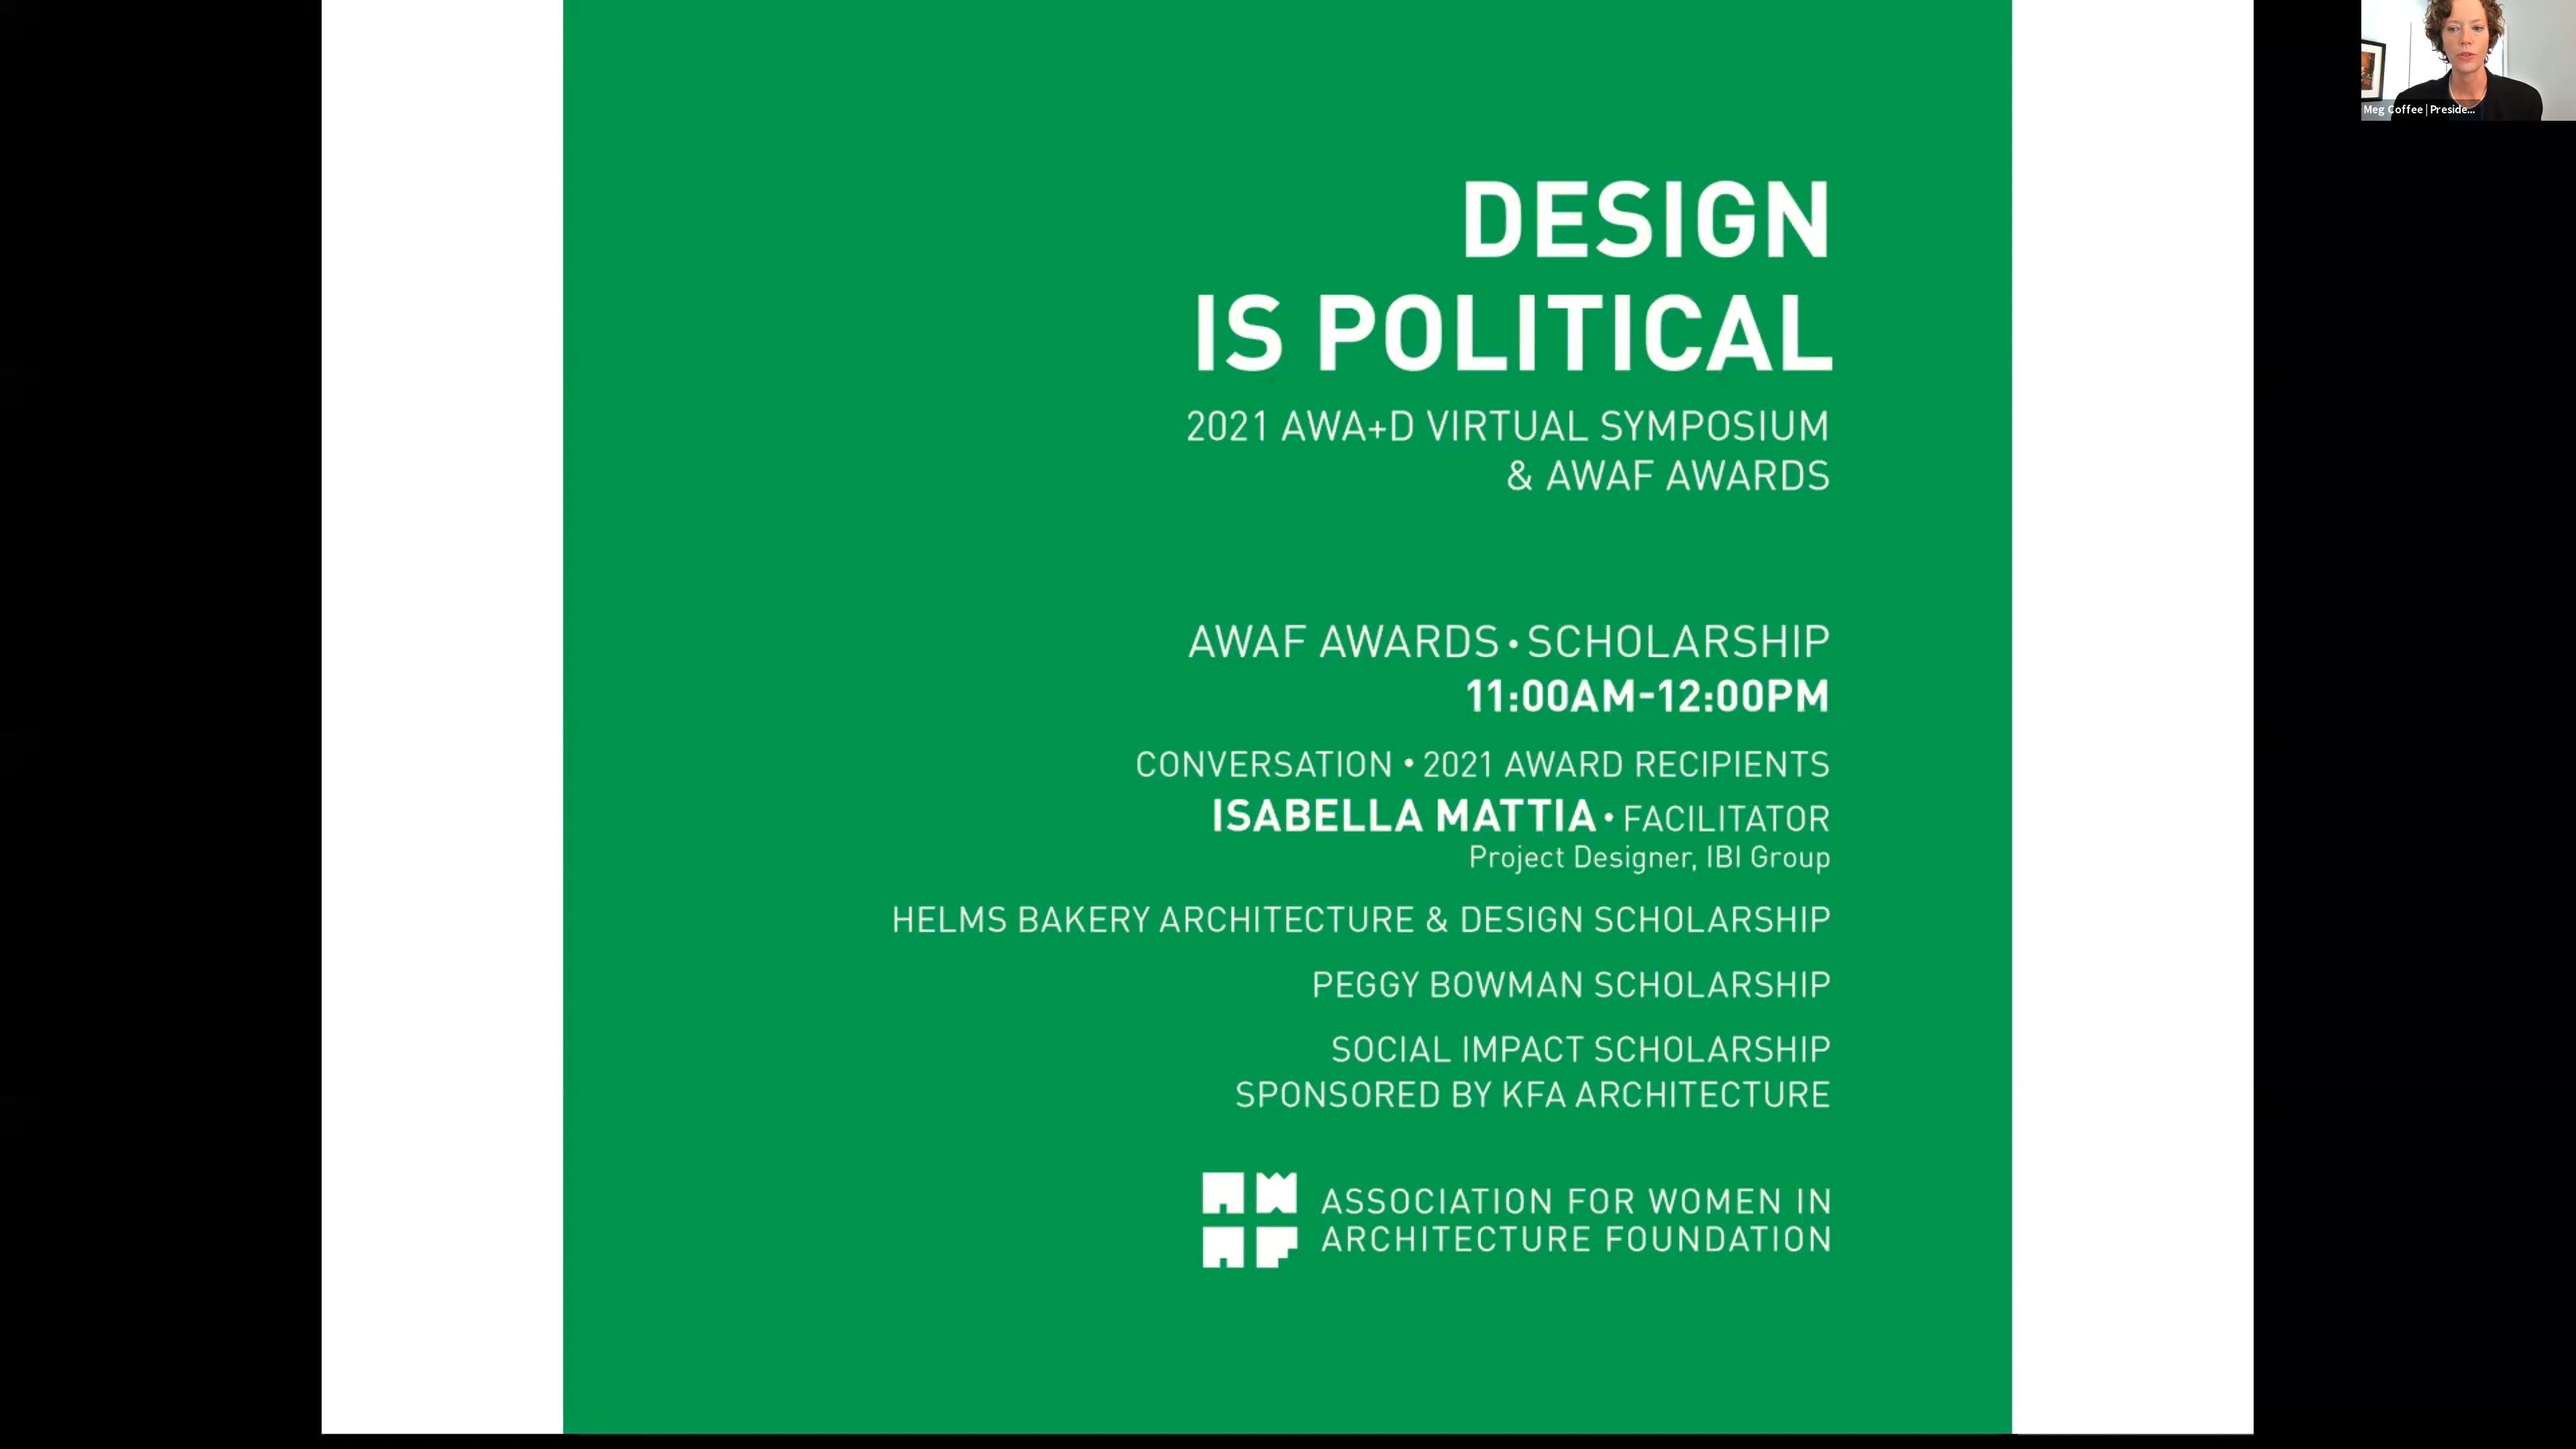 DESIGN
IS POLITICAL
2021 AWA+D VIRTUAL SYMPOSIUM
& AWAF AWARDS
AWAF AWARDS • SCHOLARSHIP
11:00AM-12:00PM
CONVERSATION • 2021 AWARD RECIPIENTS
ISABELLA MATTIA • FACILITATOR
Project Designer, IBI Group
HELMS BAKERY ARCHITECTURE & DESIGN SCHOLARSHIP
PEGGY BOWMAN SCHOLARSHIP
SOCIAL IMPACT SCHOLARSHIP
SPONSORED BY KFA ARCHITECTURE
AW
AF
ASSOCIATION FOR WOMEN IN
ARCHITECTURE FOUNDATION
Meg Coffee | Preside...